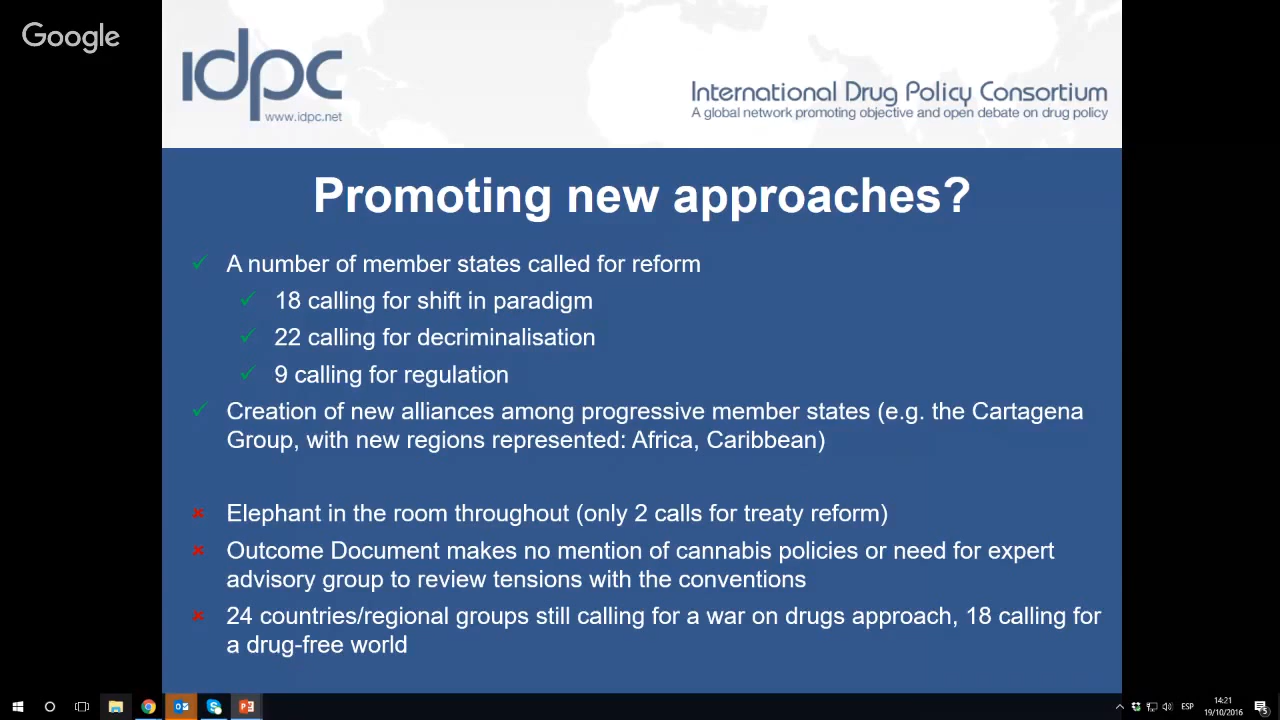 Google
idpc
www.idpc.net
International Drug Policy Consortium
A global network promoting objective and open debate on drug policy
Promoting new approaches?
A number of member states called for reform
18 calling for shift in paradigm
22 calling for decriminalisation
9 calling for regulation
Creation of new alliances among progressive member states (e.g. the Cartagena
Group, with new regions represented: Africa, Caribbean)
Elephant in the room throughout (only 2 calls for treaty reform)
Outcome Document makes no mention of cannabis policies or need for expert
advisory group to review tensions with the conventions
24 countries/regional groups still calling for a war on drugs approach, 18 calling for
a drug-free world
ESP
14:21
19/10/2016
5